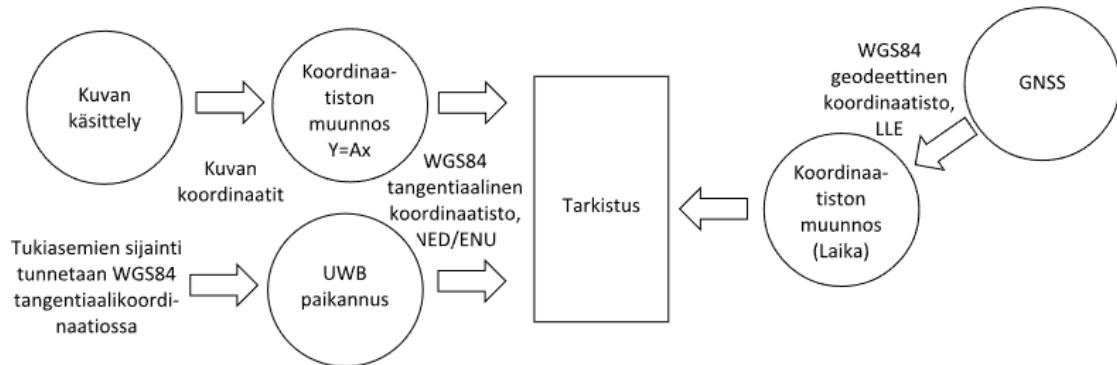 Kuvan
käsittely
Kuvan
koordinaatit
Koordinaa-
tiston
muunnos
Y=Ax
WGS84
tangentiaalinen
koordinaatisto,
NED/ENU
Tukiasemien sijainti
tunnetaan WGS84
tangentiaalikoordi-
naatiossa
UWB
paikannus
Tarkistus
WGS84
geodeettinen
koordinaatisto,
LLE
GNSS
Koordinaa-
tiston
muunnos
(Laika)